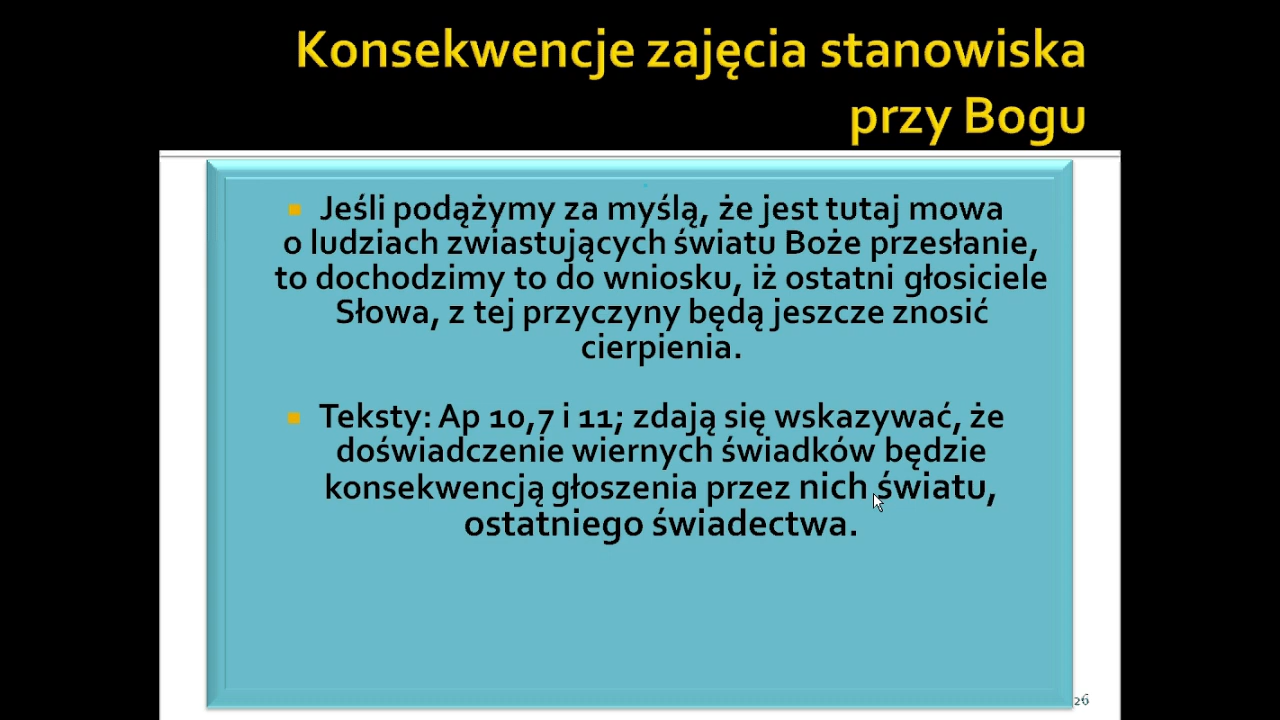 Konsekwencje zajęcia stanowiska
przy Bogu
Jeśli podążymy za myślą, że jest tutaj mowa
o ludziach zwiastujących światu Boże przesłanie,
to dochodzimy to do wniosku, iż ostatni głosiciele
Słowa, z tej przyczyny będą jeszcze znosić
cierpienia.
Teksty: Ap 10,7 i 11; zdają się wskazywać, że
doświadczenie wiernych świadków będzie
konsekwencją głoszenia przez nich światu,
ostatniego świadectwa.
26